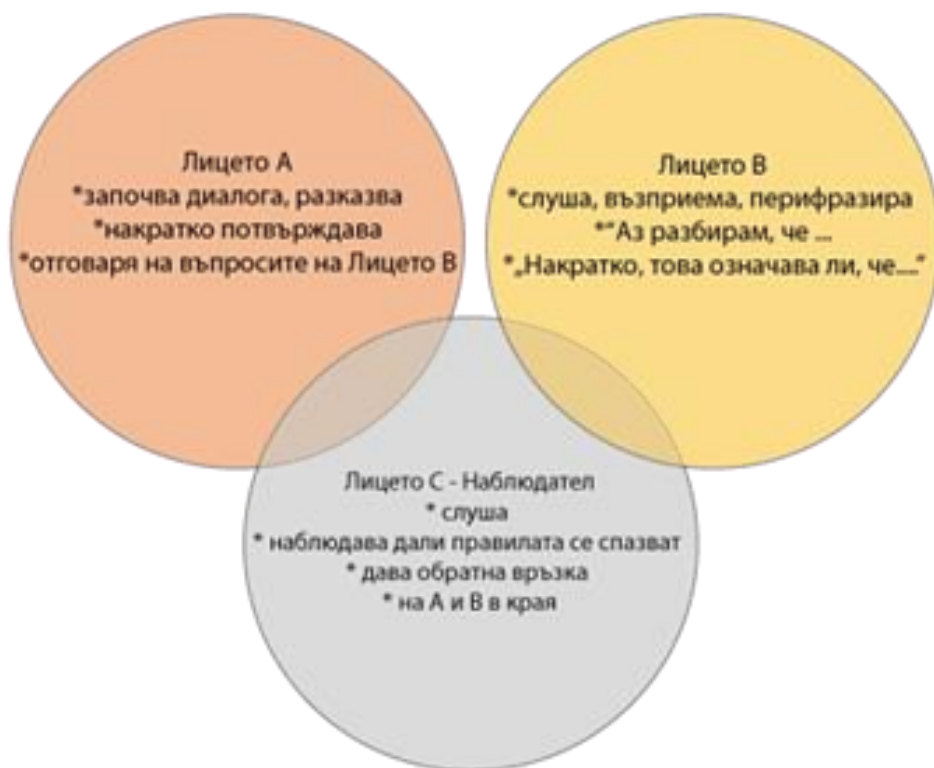 Лицето А
*започва диалога, разказва
*накратко потвърждава
*отговаря на въпросите на Лицето В
Лицето В
*слуша, възприема, перифразира
*"Аз разбирам, че ...
*„Накратко, това означава ли, че...."
Лицето С - Наблюдател
* слуша
* наблюдава дали правилата се спазват
* дава обратна връзка
* на А и В в края